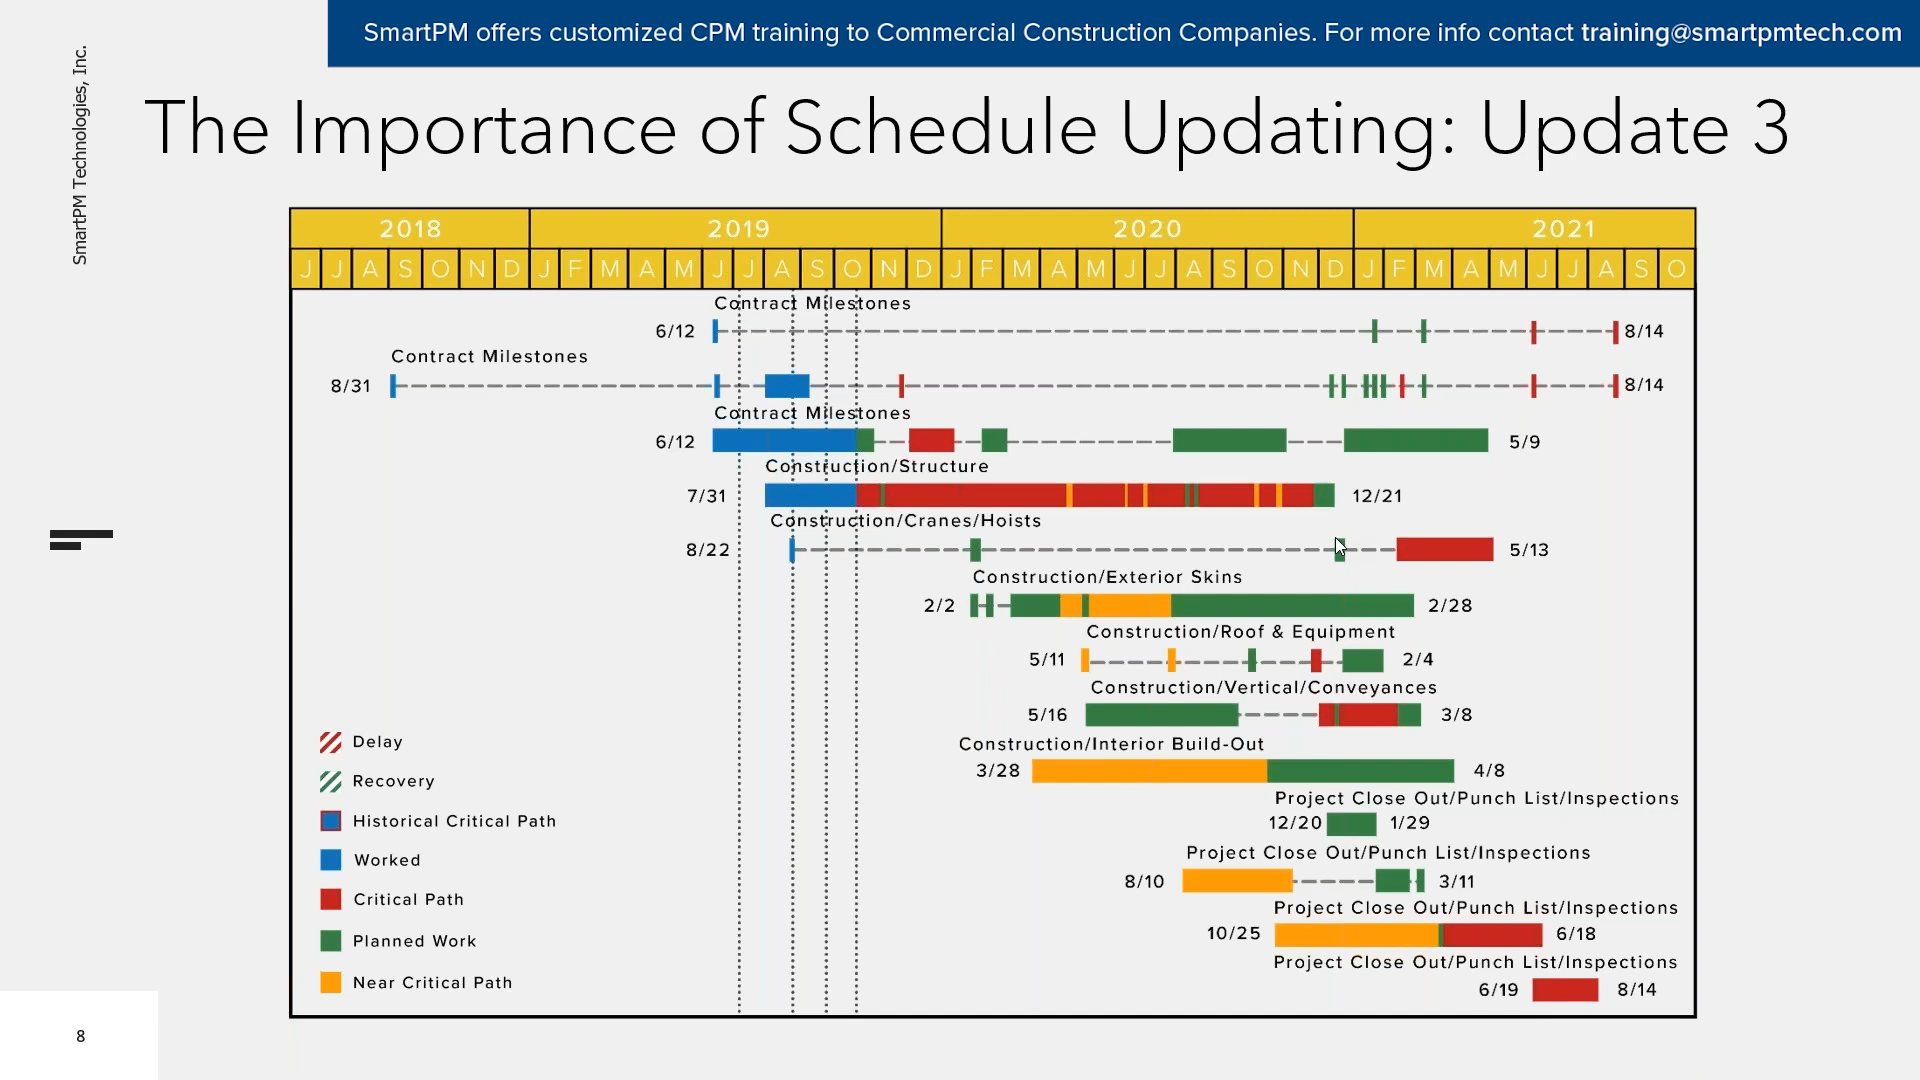 SmartPM offers customized CPM training to Commercial Construction Companies. For more info contact training@smartpmtech.com
SmartPM Technologies, Inc.
The Importance of Schedule Updating: Update 3
2018 2019 2020 2021
J J A S O N D J F M A M J J A S O N D J F M A M J J A S O N D J F M A M J J A S O
Contract Milestones
6/12 8/14
Contract Milestones
8/31 8/14
Contract Milestones
6/12 5/9
Construction/Structure
7/31 12/21
Construction/Cranes/Hoists
8/22 5/13
Construction/Exterior Skins
2/2 2/28
Construction/Roof & Equipment
5/11 2/4
Construction/Vertical/Conveyances
5/16 3/8
Construction/Interior Build-Out
3/28 4/8
Project Close Out/Punch List/Inspections
12/20 1/29
Project Close Out/Punch List/Inspections
8/10 3/11
Project Close Out/Punch List/Inspections
10/25 6/18
Project Close Out/Punch List/Inspections
6/19 8/14
Delay
Recovery
Historical Critical Path
Worked
Critical Path
Planned Work
Near Critical Path
8